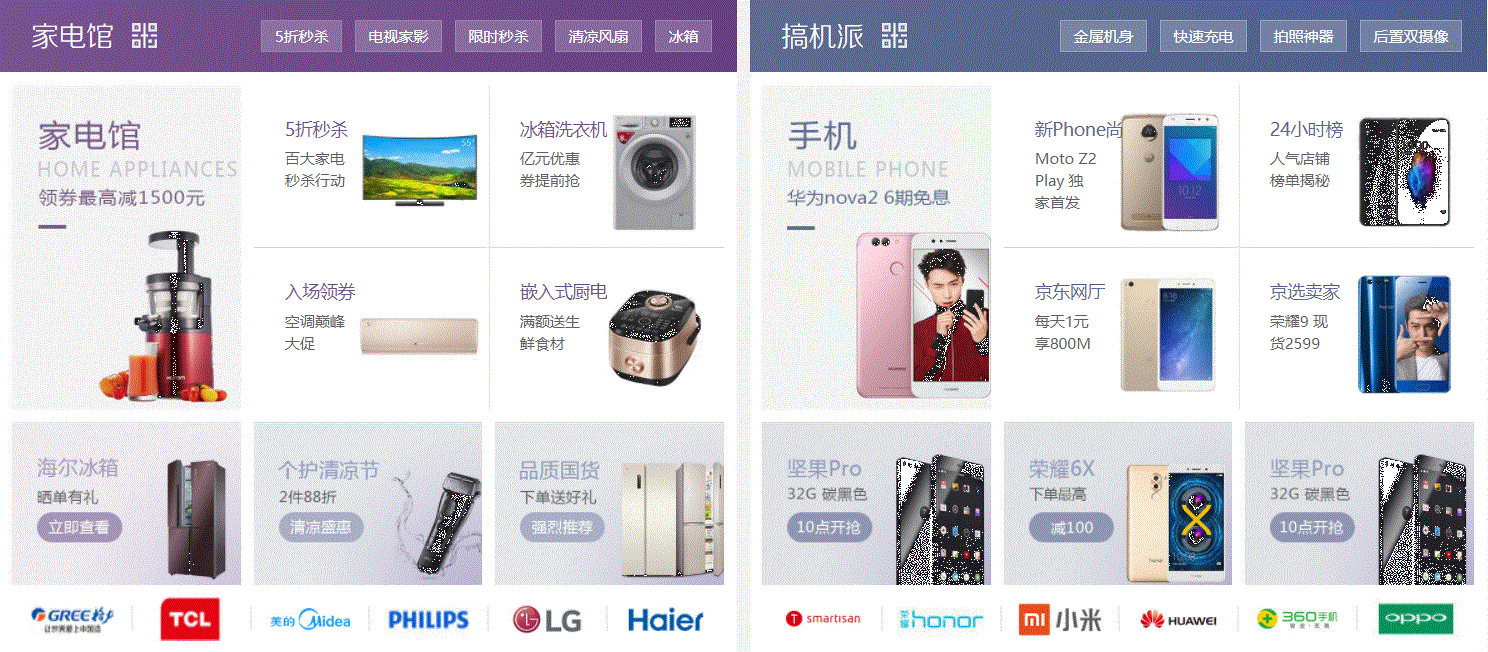 家电馆
5折秒杀
电视家影
限时秒杀
清凉风扇
冰箱
家电馆
HOME APPLIANCES
领券最高减1500元
5折秒杀
百大家电
秒杀行动
55"
冰箱洗衣机
亿元优惠
券提前抢
入场领券
空调巅峰
大促
嵌入式厨电
满额送生
鲜食材
海尔冰箱
晒单有礼
立即查看
个护清凉节
2件88折
清凉盛惠
品质国货
下单送好礼
强烈推荐
GREE格力
让世界爱上中国造
TCL
美的 Midea
PHILIPS
LG
Haier
搞机派
金属机身
快速充电
拍照神器
后置双摄像
手机
MOBILE PHONE
华为nova2 6期免息
新Phone尚
Moto Z2
Play 独
家首发
10:12
24小时榜
人气店铺
榜单揭秘
京东网厅
每天1元
享800M
8:16
京选卖家
荣耀9 现
货2599
坚果Pro
32G 碳黑色
10点开抢
荣耀6X
下单最高
减100
坚果Pro
32G 碳黑色
10点开抢
smartisan
荣耀 honor
小米
HUAWEI
360手机
安全·无界
OPPO